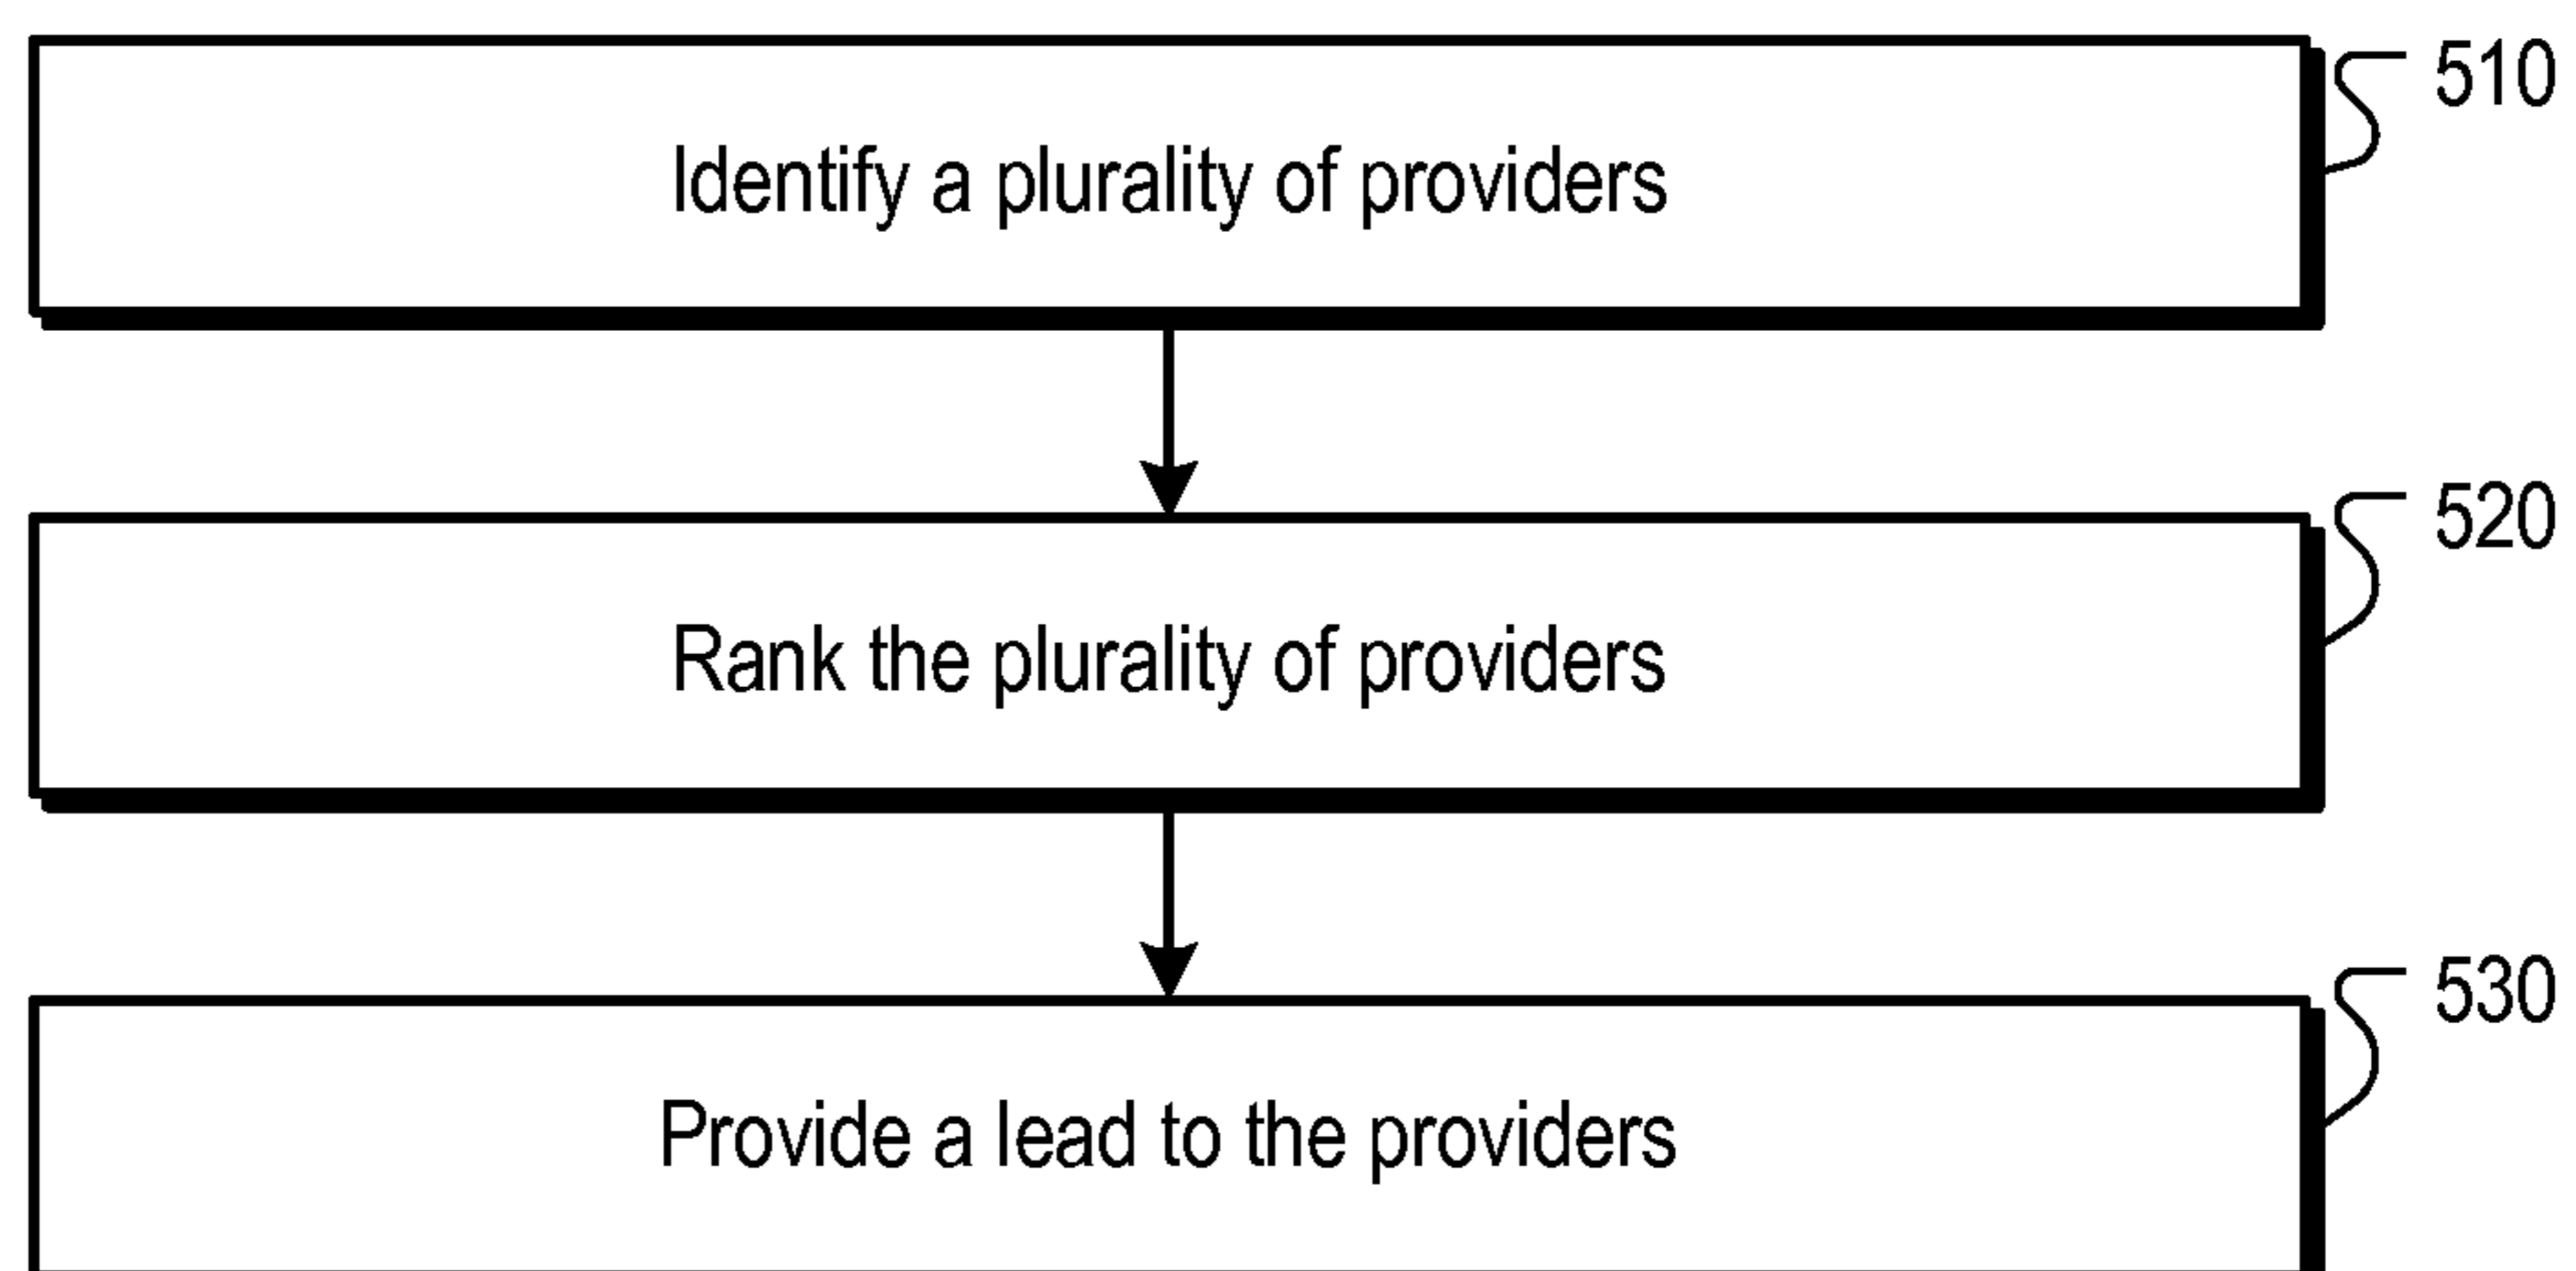 510
Identify a plurality of providers
520
Rank the plurality of providers
530
Provide a lead to the providers